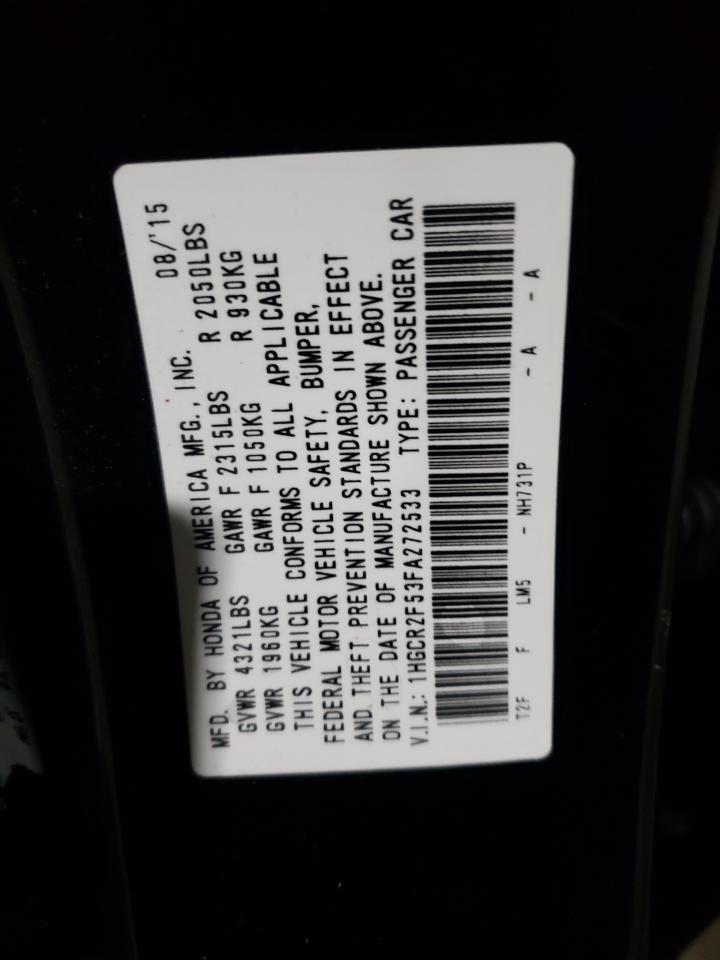 MFD. BY HONDA OF AMERICA MFG., INC. 08/'15
GVWR 4321LBS GAWR F 2315LBS R 2050LBS
GVWR 1960KG GAWR F 1050KG R 930KG
THIS VEHICLE CONFORMS TO ALL APPLICABLE
FEDERAL MOTOR VEHICLE SAFETY, BUMPER,
AND THEFT PREVENTION STANDARDS IN EFFECT
ON THE DATE OF MANUFACTURE SHOWN ABOVE.
V.I.N.: 1HGCR2F53FA272533 TYPE: PASSENGER CAR
T2F F LM5 - NH731P - A - A